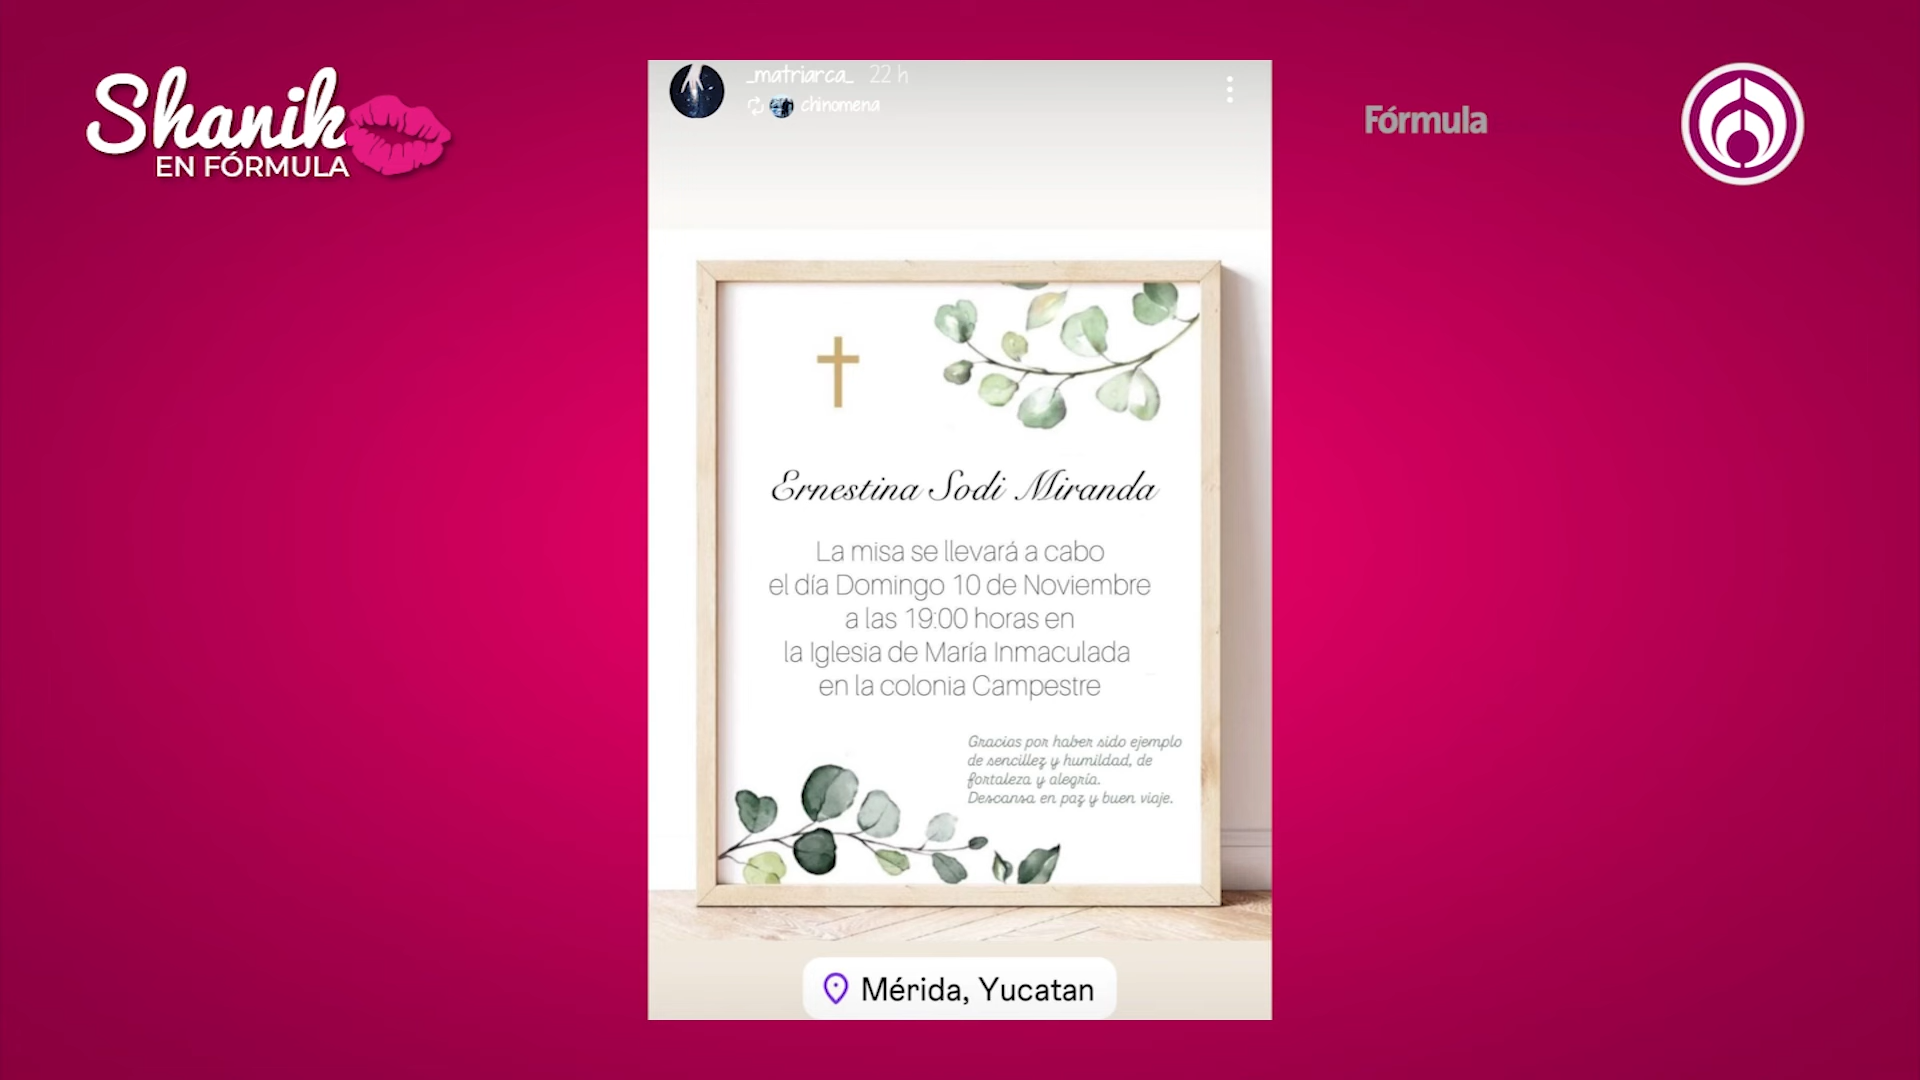 Shanik
EN FÓRMULA
_matriarca_ 22 h
chinomena
Fórmula
Ernestina Sodi Miranda
La misa se llevará a cabo
el día Domingo 10 de Noviembre
a las 19:00 horas en
la Iglesia de María Inmaculada
en la colonia Campestre
Gracias por haber sido ejemplo
de sencillez y humildad, de
fortaleza y alegría.
Descansa en paz y buen viaje.
Mérida, Yucatan